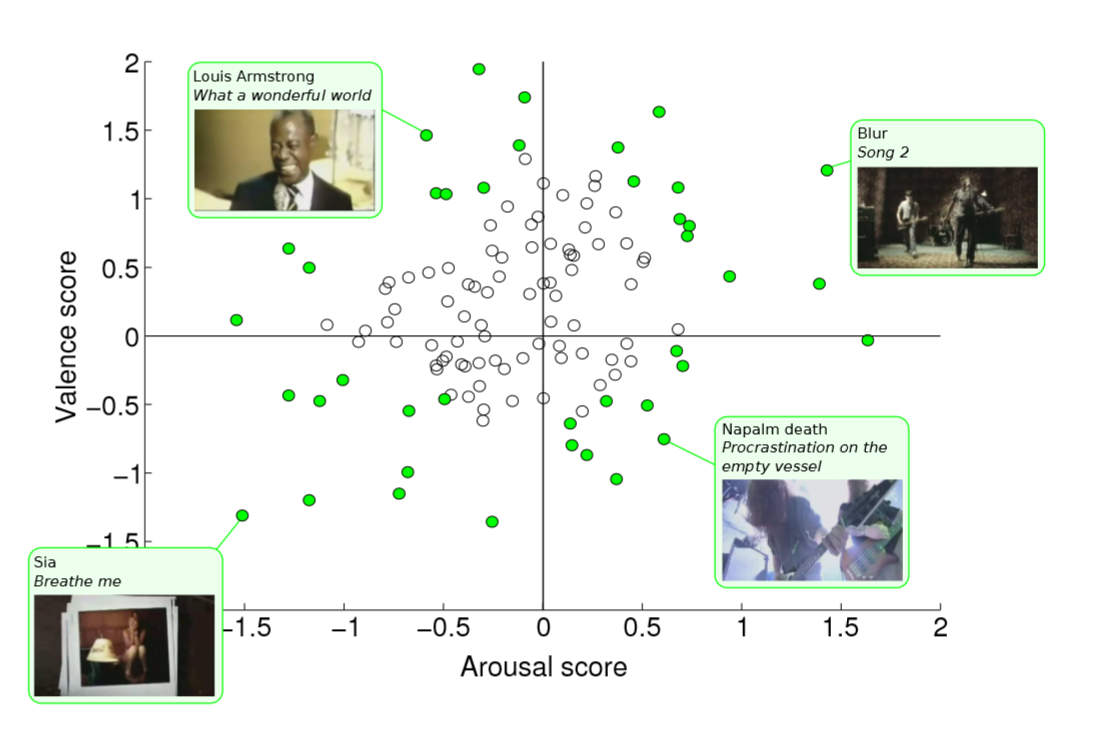 2
Louis Armstrong
What a wonderful world
1.5
Blur
Song 2
1
0.5
Valence score
0
−0.5
Napalm death
Procrastination on the
empty vessel
−1
−1.5
Sia
Breathe me
−1.5 −1 −0.5 0 0.5 1 1.5 2
Arousal score